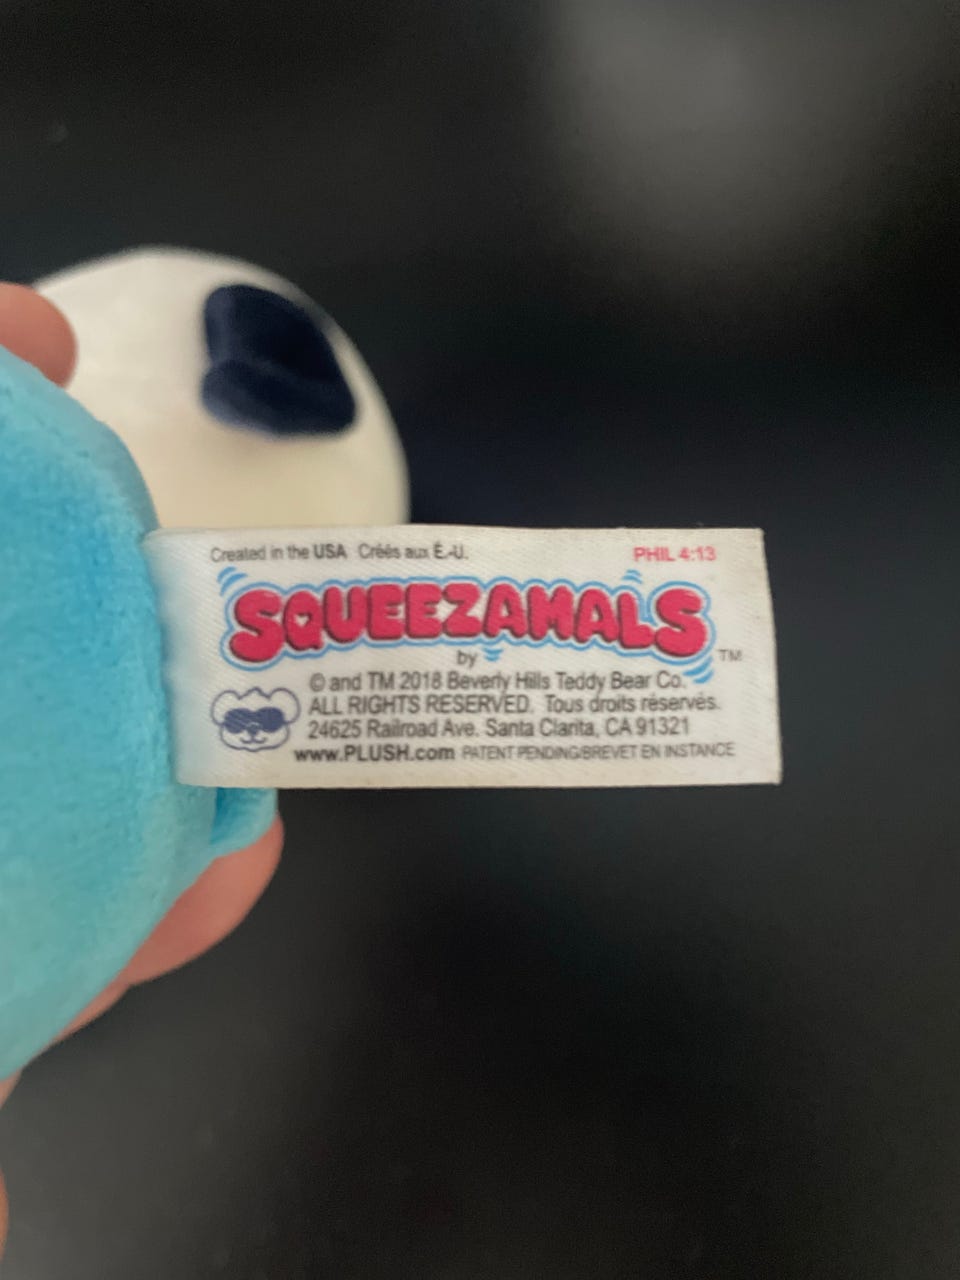 Created in the USA Créés aux É.-U. PHIL 4:13
SQUEEZAMALS
by TM
© and TM 2018 Beverly Hills Teddy Bear Co.
ALL RIGHTS RESERVED. Tous droits réservés.
24625 Railroad Ave. Santa Clarita, CA 91321
www.PLUSH.com PATENT PENDING/BREVET EN INSTANCE